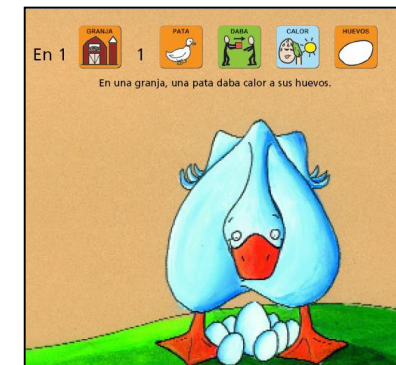 GRANJA PATA DABA CALOR HUEVOS
En 1 1
En una granja, una pata daba calor a sus huevos.